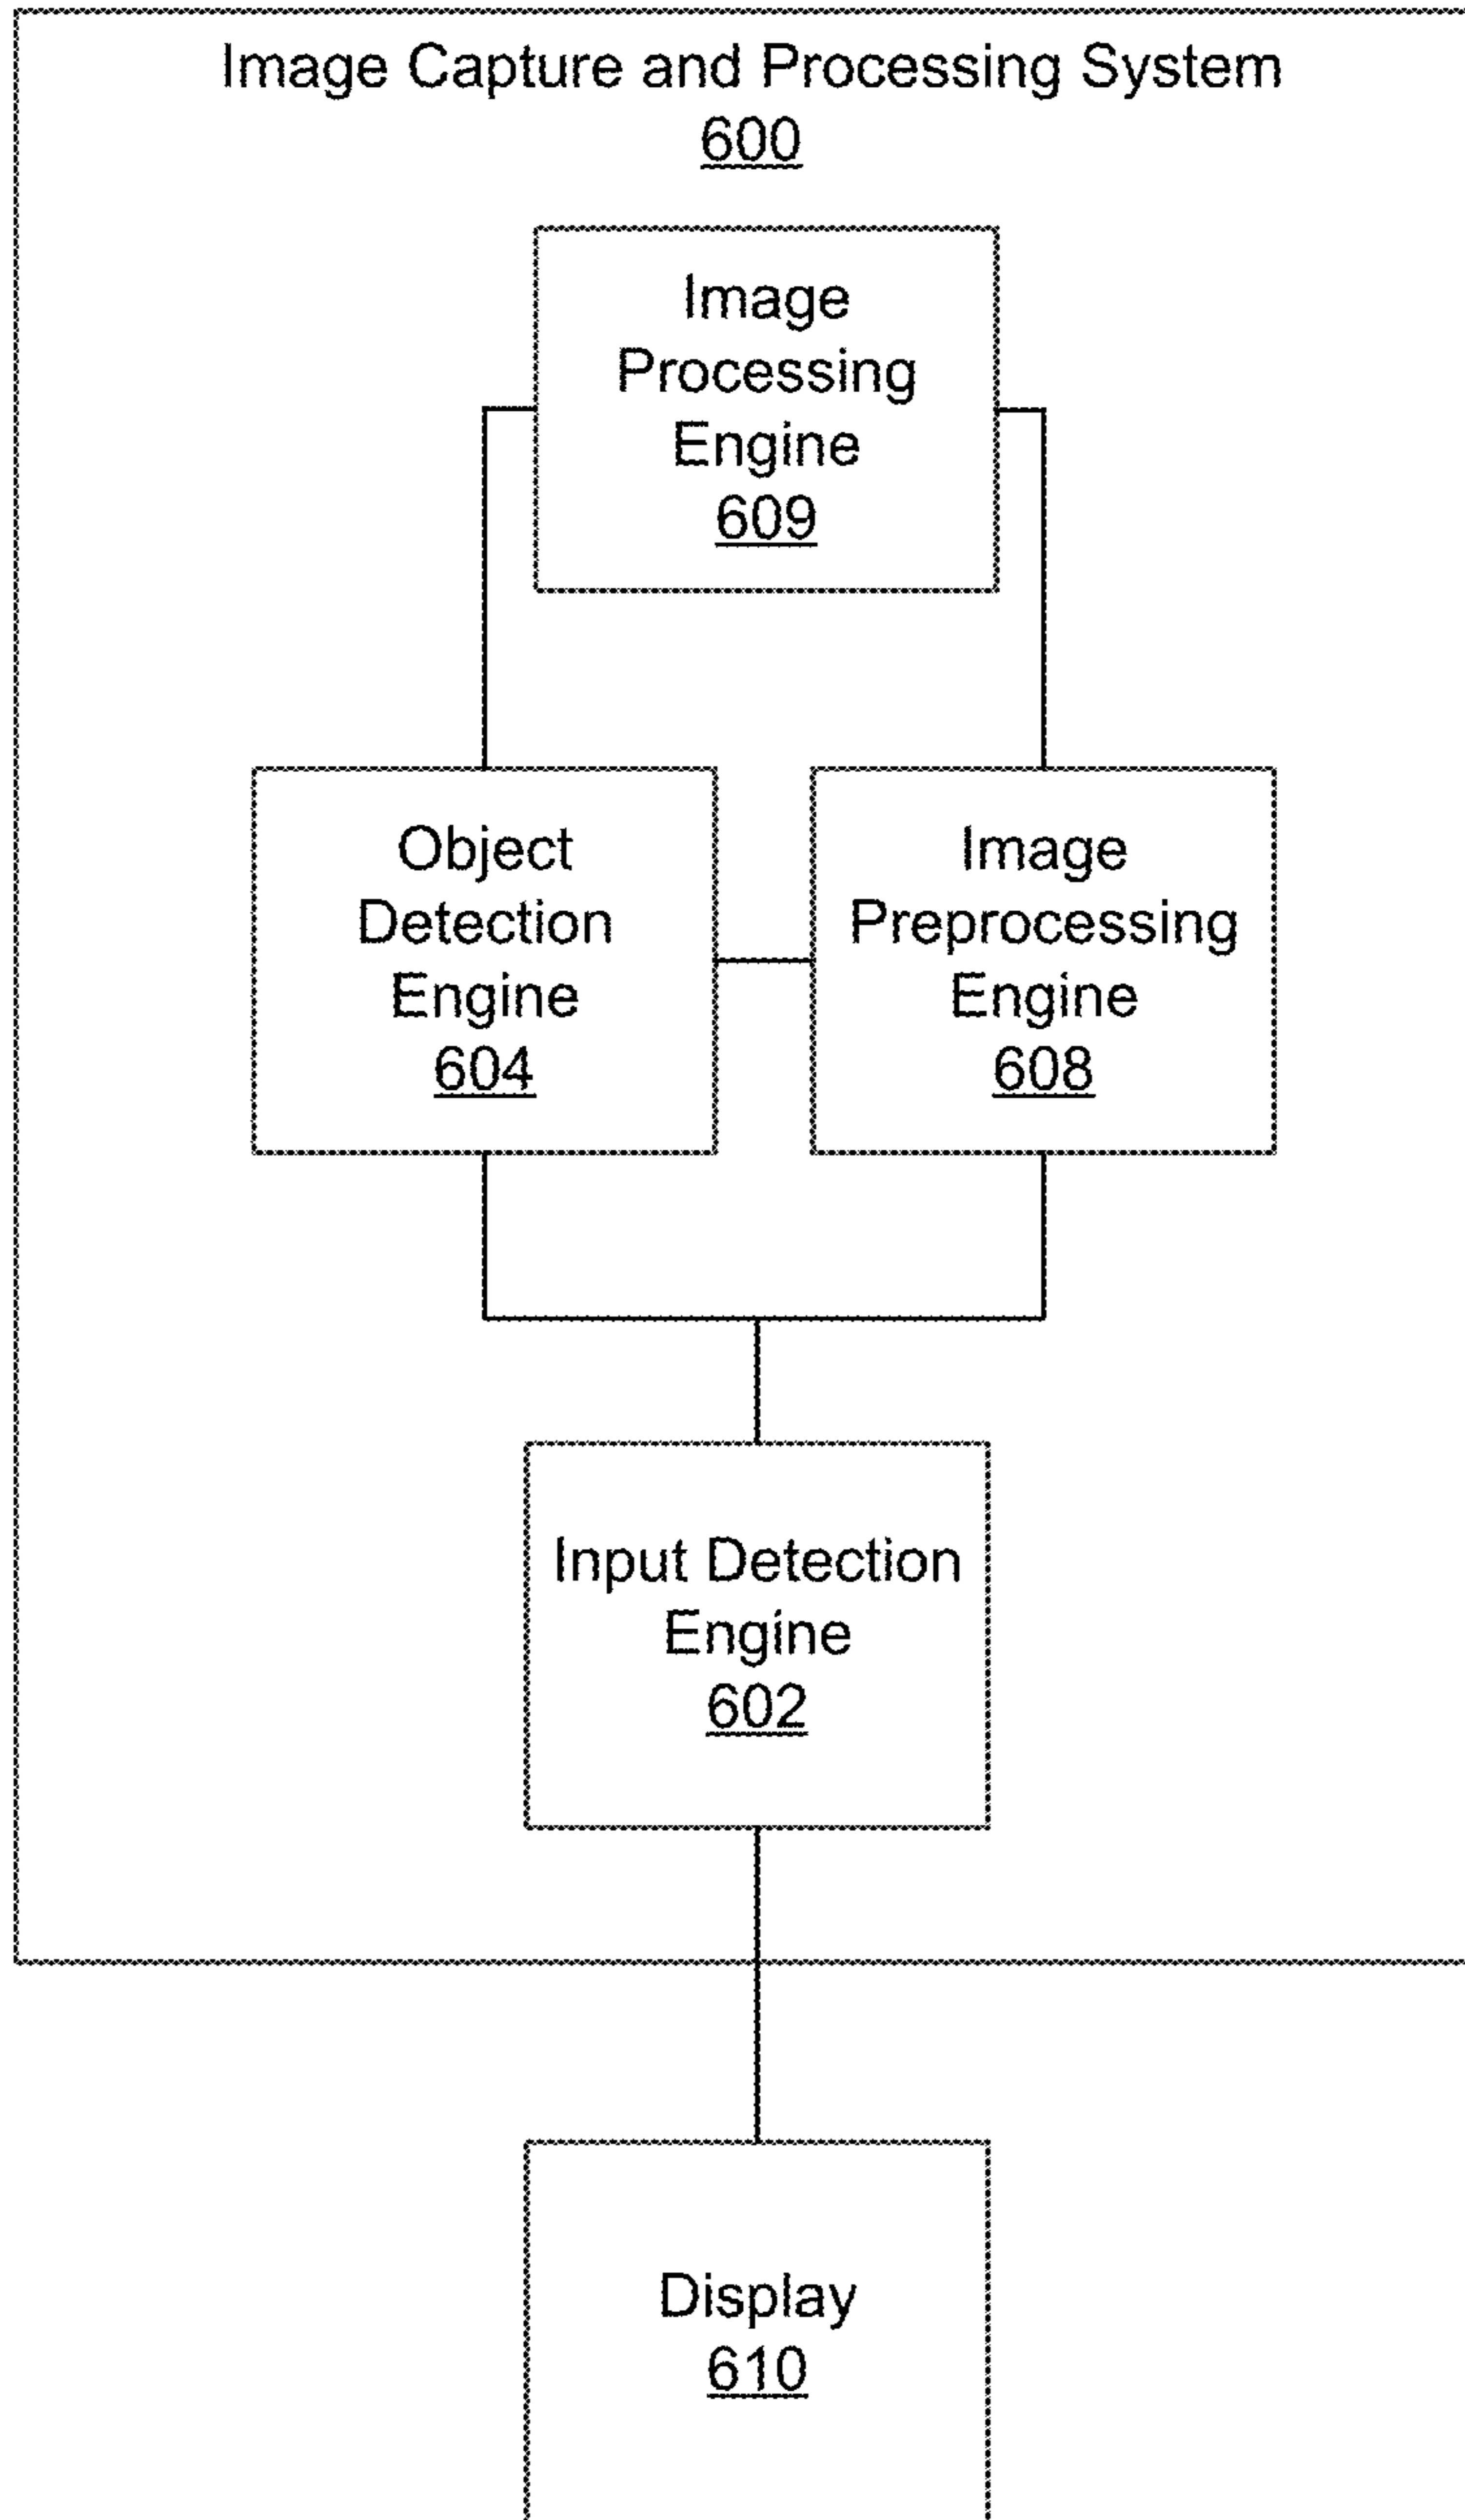 Image Capture and Processing System
600
Image
Processing
Engine
609
Object
Detection
Engine
604
Image
Preprocessing
Engine
608
Input Detection
Engine
602
Display
610